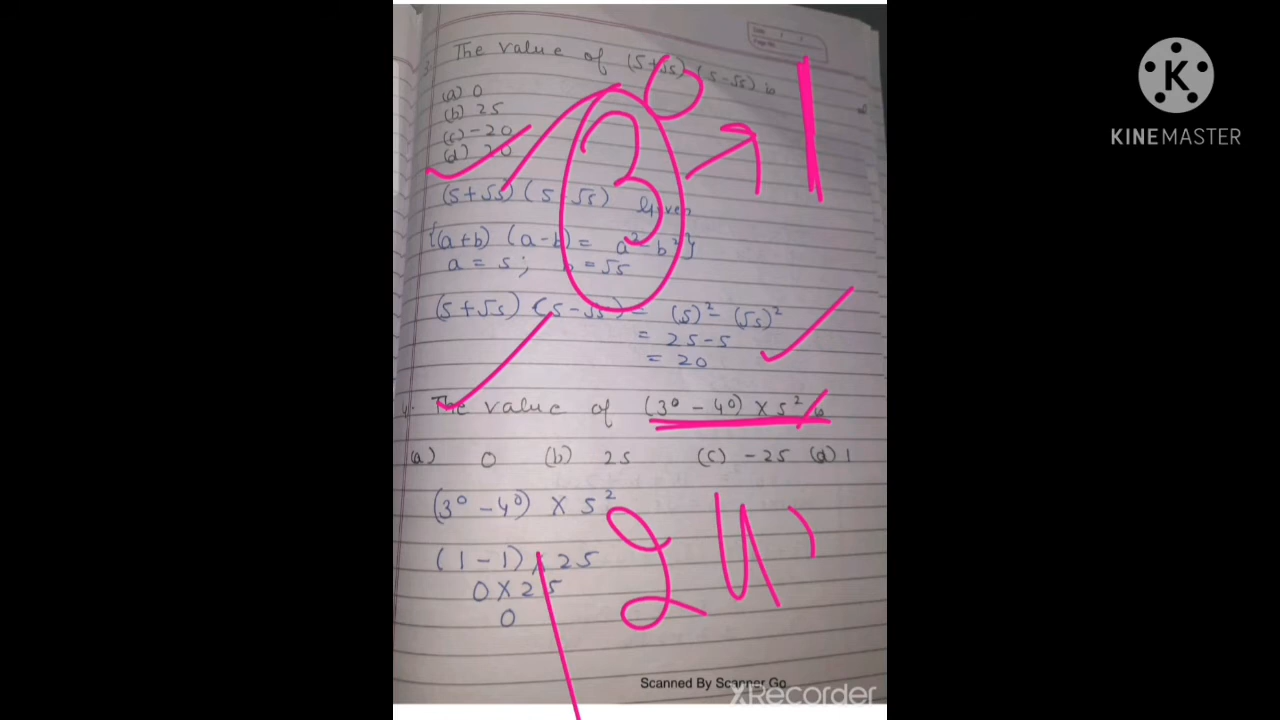 3. The value of (5+√5) (5-√5) is
(a) 0
(b) 25
(c) -20
(d) 20
(5+√5) (5-√5) Given
{(a+b) (a-b) = a²-b²}
a = 5; b = √5
(5+√5) (5-√5) = (5)² - (√5)²
= 25-5
= 20
4. The value of (3⁰ - 4⁰) × 5² is
(a) 0 (b) 25 (c) -25 (d) 1
(3⁰ - 4⁰) × 5²
(1-1) × 25
0 × 25
0
3⁰ → 1
Scanned By Scanner Go
XRecorder
K
KINEMASTER